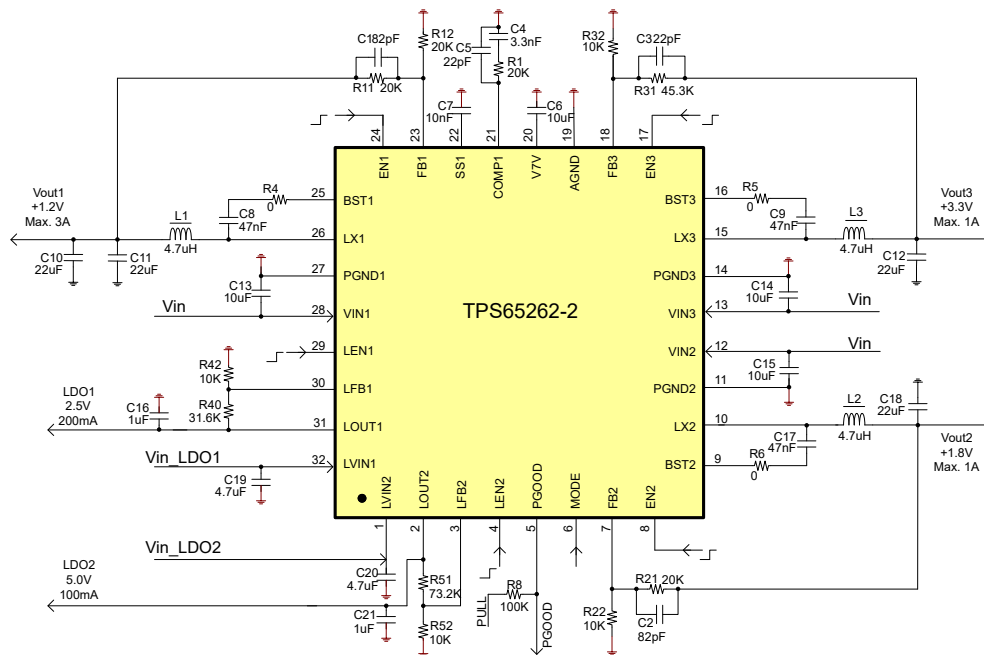 C182pF
R12
20K
C5
22pF
C4
3.3nF
R1
20K
R32
10K
C322pF
R11 20K
R31 45.3K
C7
10nF
C6
10uF
24
23
22
21
20
19
18
17
EN1
FB1
SS1
COMP1
V7V
AGND
FB3
EN3
Vout1
+1.2V
Max. 3A
L1
4.7uH
R4
0
C8
47nF
25
BST1
26
LX1
C10
22uF
C11
22uF
27
PGND1
C13
10uF
Vin
28
VIN1
29
LEN1
R42
10K
30
LFB1
R40
31.6K
LDO1
2.5V
200mA
C16
1uF
31
LOUT1
Vin_LDO1
32
LVIN1
C19
4.7uF
TPS65262-2
BST3
16
R5
0
C9
47nF
LX3
15
L3
4.7uH
Vout3
+3.3V
Max. 1A
C12
22uF
PGND3
14
C14
10uF
VIN3
13
Vin
VIN2
12
Vin
C15
10uF
PGND2
11
LX2
10
L2
4.7uH
C18
22uF
C17
47nF
BST2
9
R6
0
Vout2
+1.8V
Max. 1A
LVIN2
LOUT2
LFB2
LEN2
PGOOD
MODE
FB2
EN2
1
2
3
4
5
6
7
8
Vin_LDO2
LDO2
5.0V
100mA
C20
4.7uF
C21
1uF
R51
73.2K
R52
10K
PULL
R8
100K
PGOOD
R22
10K
R21 20K
C2
82pF